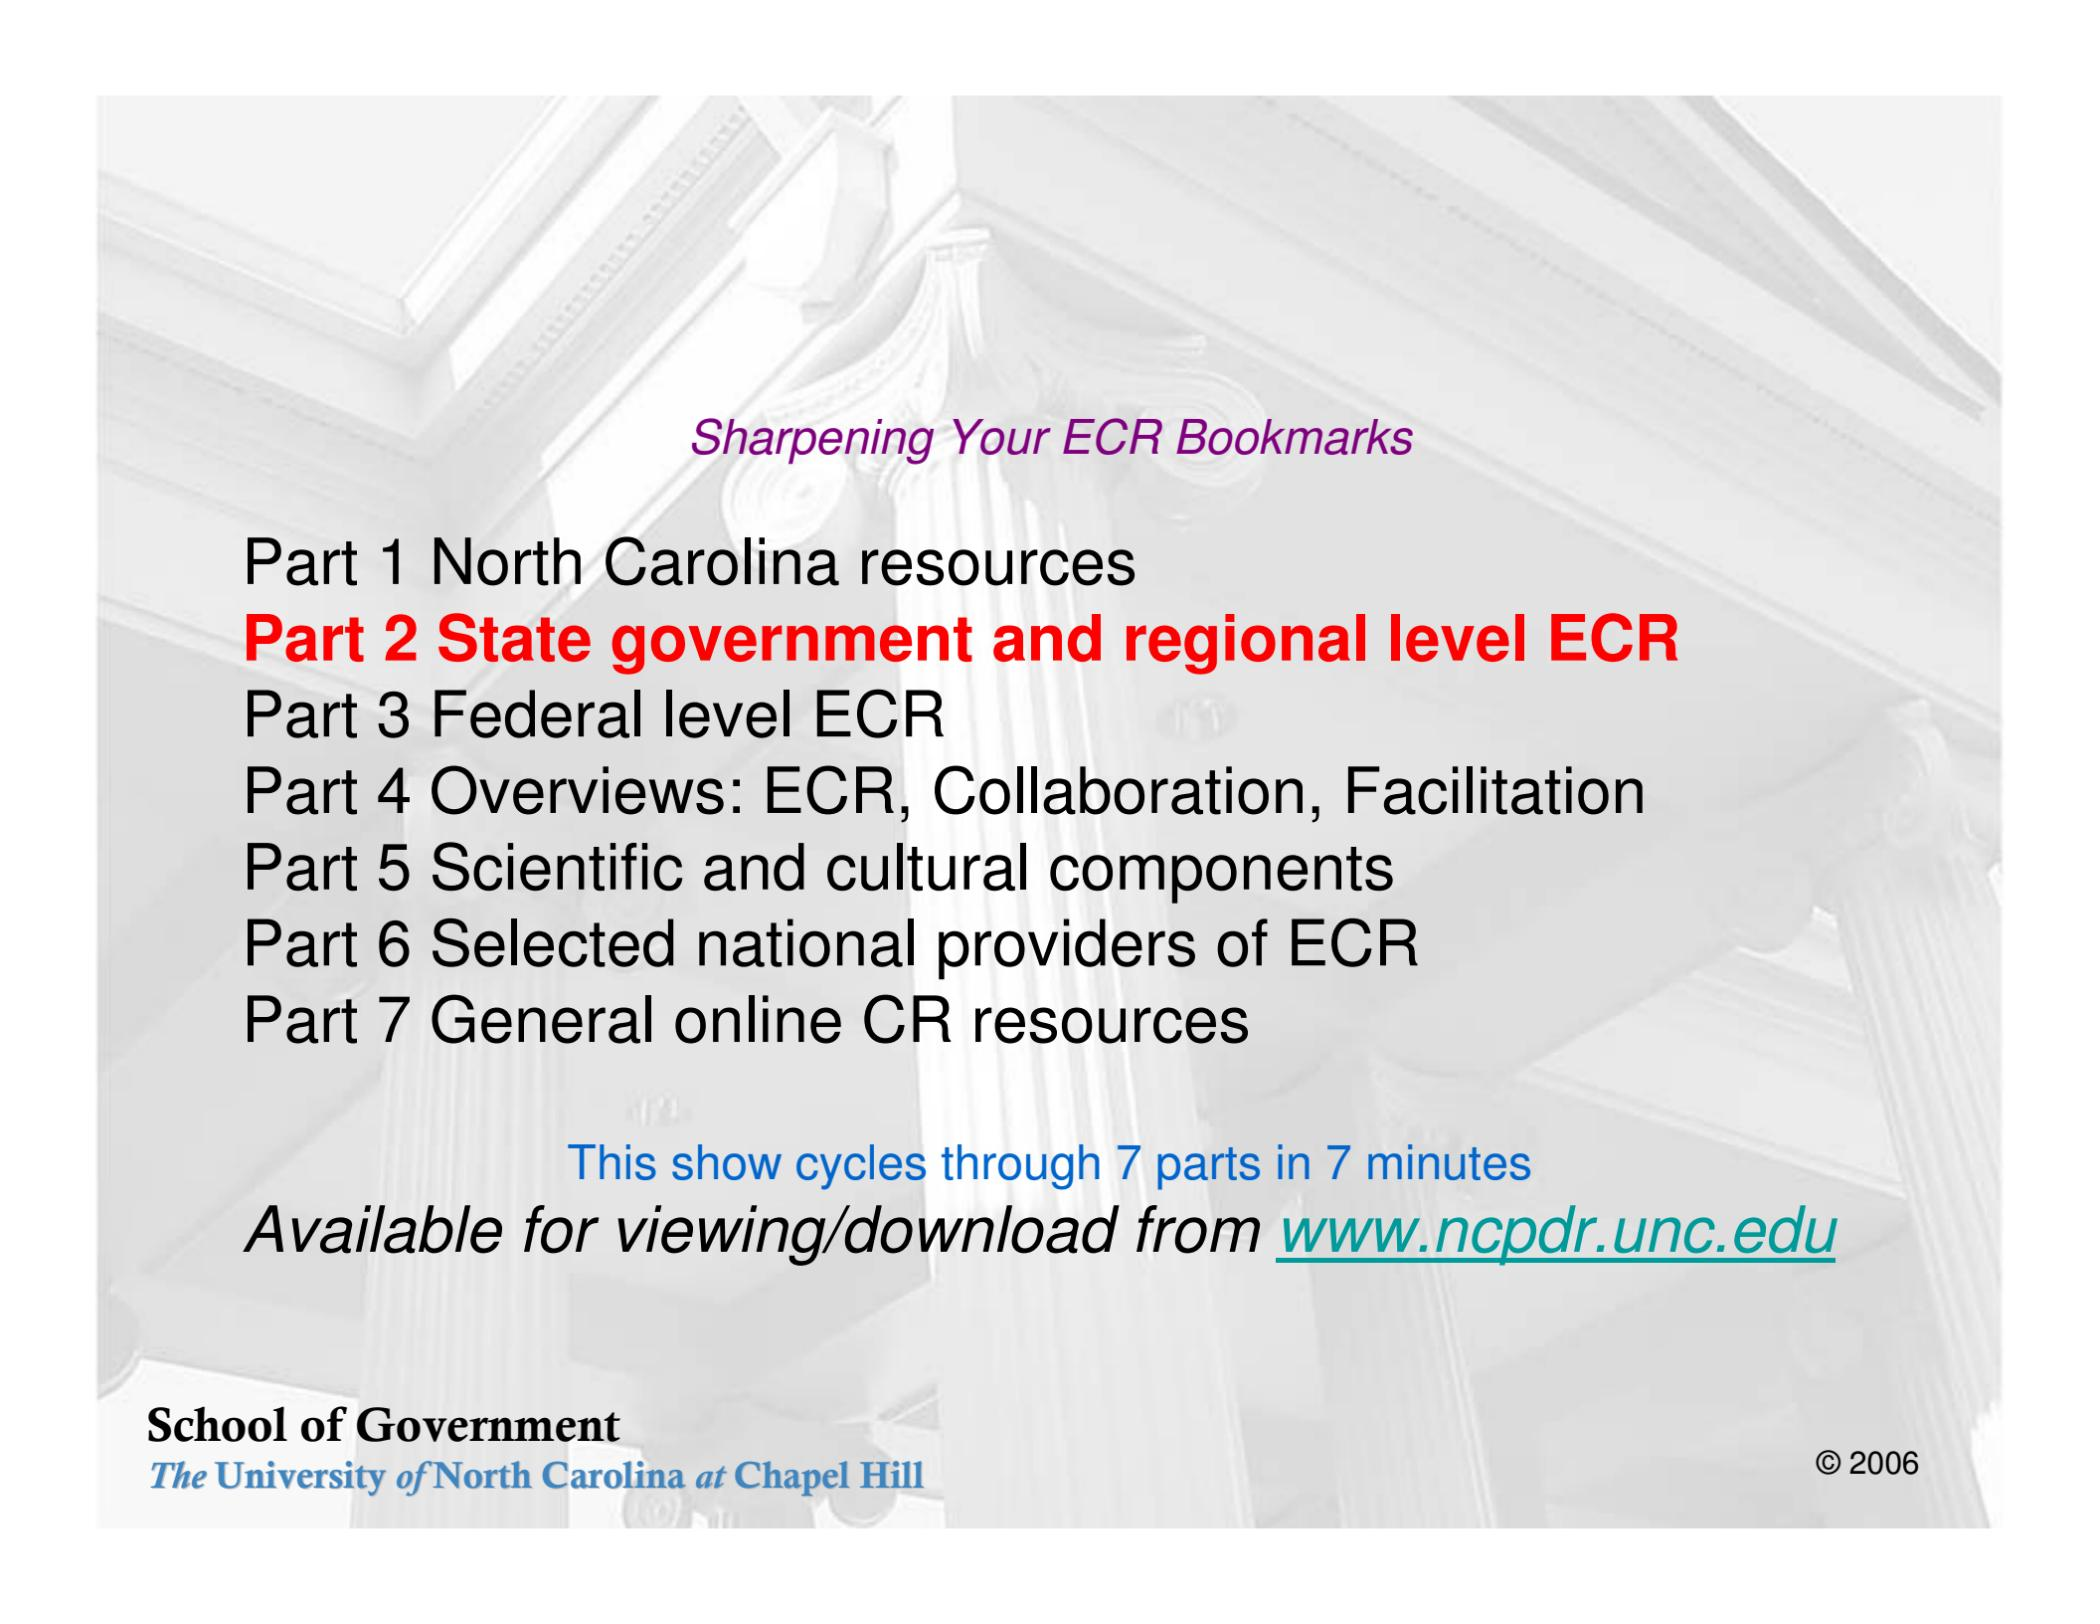 Sharpening Your ECR Bookmarks
Part 1 North Carolina resources
Part 2 State government and regional level ECR
Part 3 Federal level ECR
Part 4 Overviews: ECR, Collaboration, Facilitation
Part 5 Scientific and cultural components
Part 6 Selected national providers of ECR
Part 7 General online CR resources
This show cycles through 7 parts in 7 minutes
Available for viewing/download from www.ncpdr.unc.edu
School of Government
The University of North Carolina at Chapel Hill
© 2006